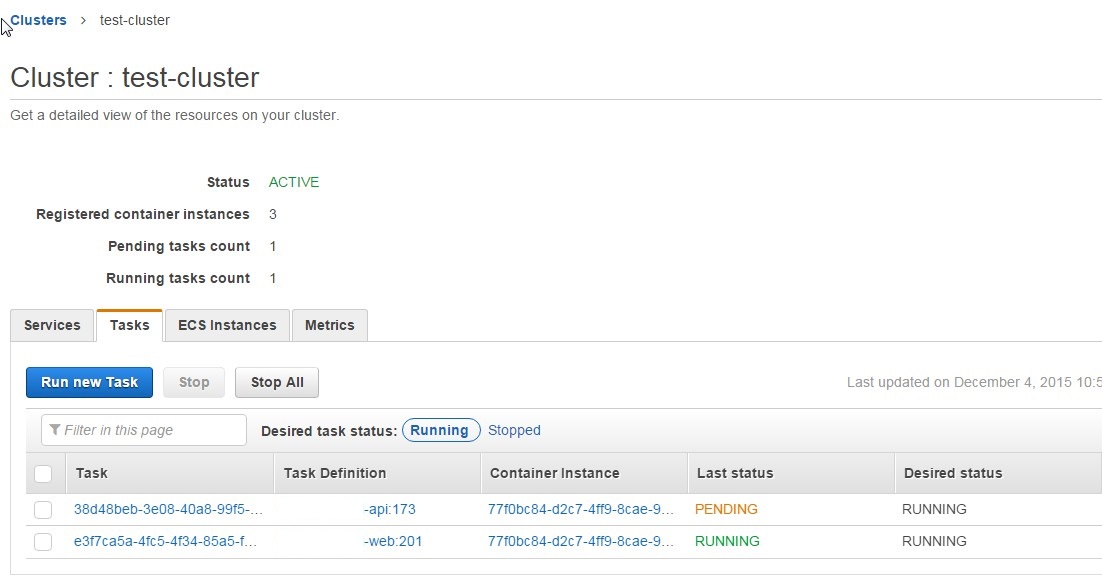 Clusters > test-cluster
Cluster : test-cluster
Get a detailed view of the resources on your cluster.
Status ACTIVE
Registered container instances 3
Pending tasks count 1
Running tasks count 1
Services Tasks ECS Instances Metrics
Run new Task Stop Stop All Last updated on December 4, 2015 10:5
Filter in this page Desired task status: Running Stopped
Task Task Definition Container Instance Last status Desired status
38d48beb-3e08-40a8-99f5-... -api:173 77f0bc84-d2c7-4ff9-8cae-9... PENDING RUNNING
e3f7ca5a-4fc5-4f34-85a5-f... -web:201 77f0bc84-d2c7-4ff9-8cae-9... RUNNING RUNNING